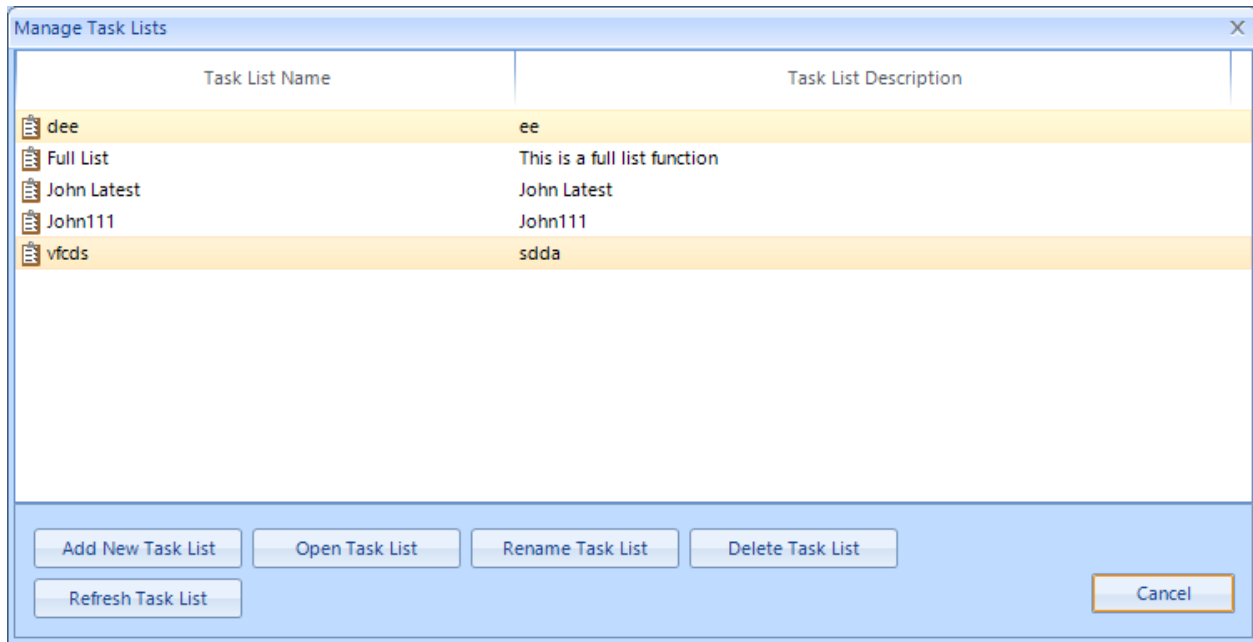 Manage Task Lists
Task List Name Task List Description
dee ee
Full List This is a full list function
John Latest John Latest
John111 John111
vfcds sdda
Add New Task List Open Task List Rename Task List Delete Task List
Refresh Task List Cancel